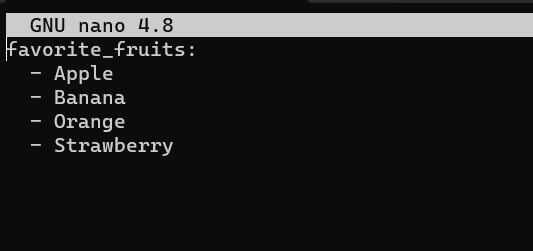 GNU nano 4.8
favorite_fruits:
  - Apple
  - Banana
  - Orange
  - Strawberry